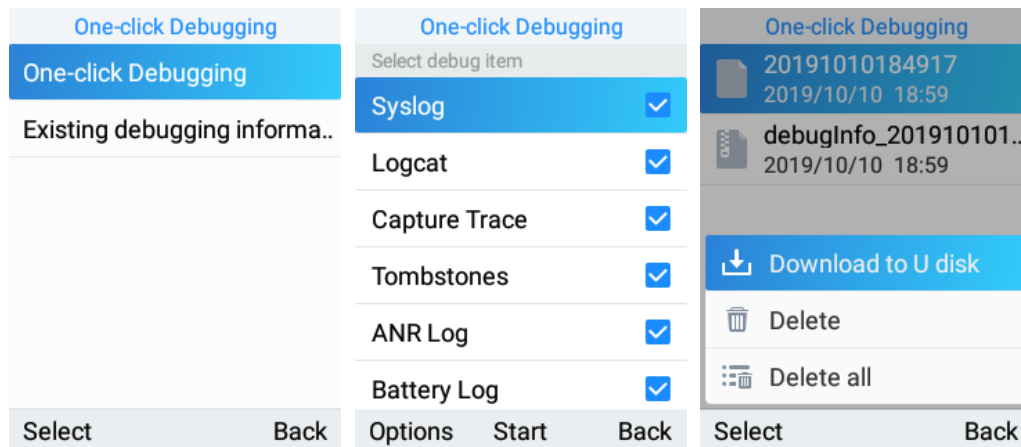 One-click Debugging
One-click Debugging
Existing debugging informa..
Select Back
One-click Debugging
Select debug item
Syslog
Logcat
Capture Trace
Tombstones
ANR Log
Battery Log
Options Start Back
One-click Debugging
20191010184917
2019/10/10 18:59
debugInfo_201910101..
2019/10/10 18:59
Download to U disk
Delete
Delete all
Select Back